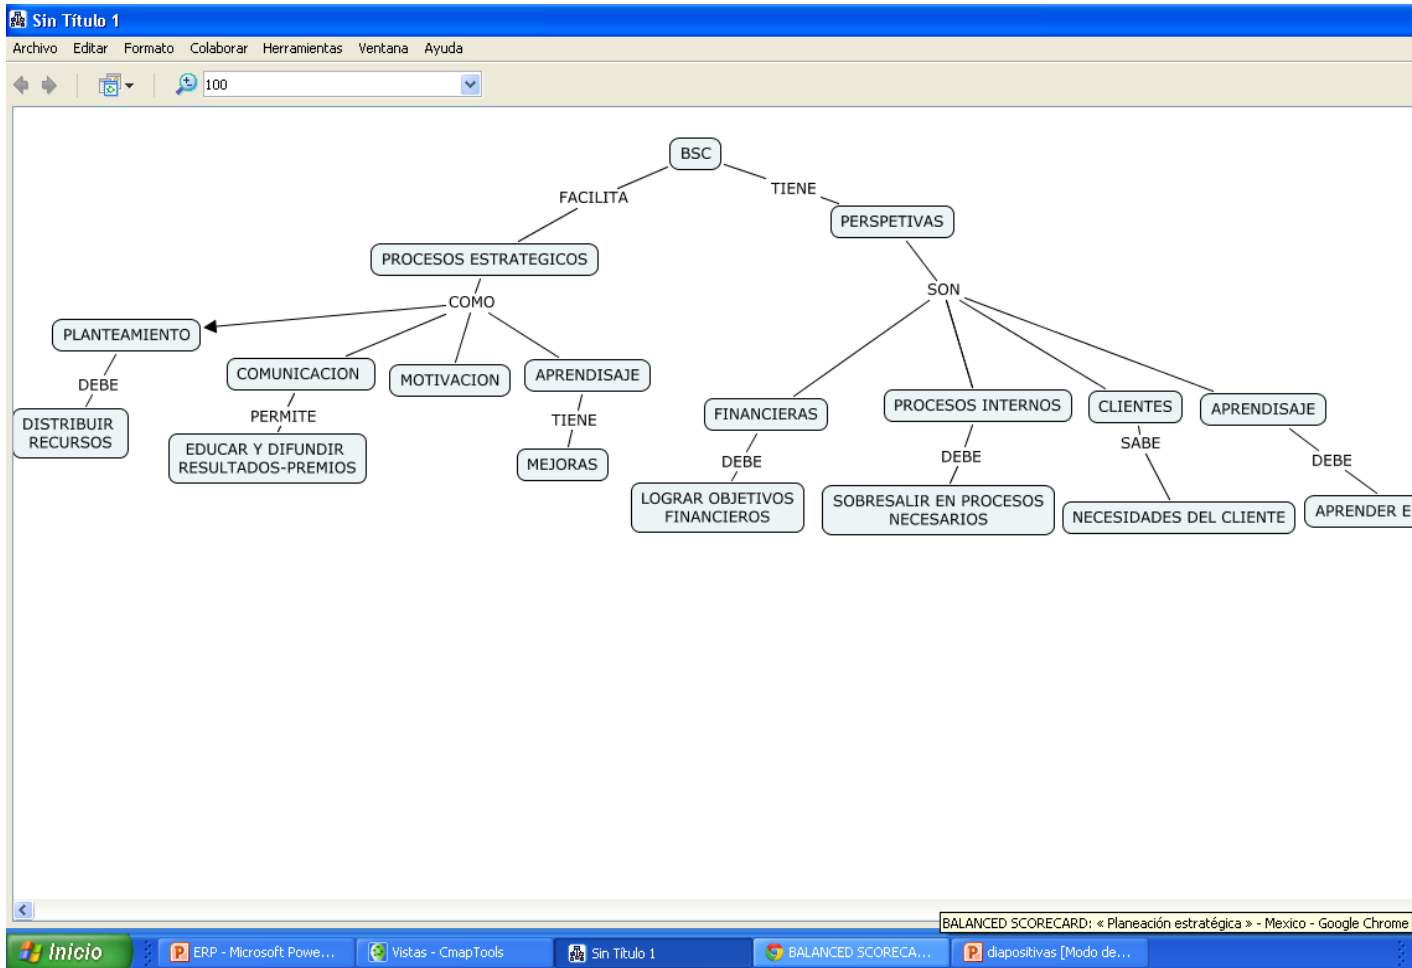 Sin Título 1
Archivo Editar Formato Colaborar Herramientas Ventana Ayuda
100
BSC
FACILITA
TIENE
PERSPETIVAS
PROCESOS ESTRATEGICOS
SON
COMO
PLANTEAMIENTO
COMUNICACION
MOTIVACION
APRENDISAJE
DEBE
PERMITE
TIENE
DISTRIBUIR
RECURSOS
EDUCAR Y DIFUNDIR
RESULTADOS-PREMIOS
MEJORAS
FINANCIERAS
PROCESOS INTERNOS
CLIENTES
APRENDISAJE
DEBE
DEBE
SABE
DEBE
LOGRAR OBJETIVOS
FINANCIEROS
SOBRESALIR EN PROCESOS
NECESARIOS
NECESIDADES DEL CLIENTE
APRENDER E
BALANCED SCORECARD: « Planeación estratégica » - Mexico - Google Chrome
Inicio
ERP - Microsoft Powe...
Vistas - CmapTools
Sin Título 1
BALANCED SCORECA...
diapositivas [Modo de...